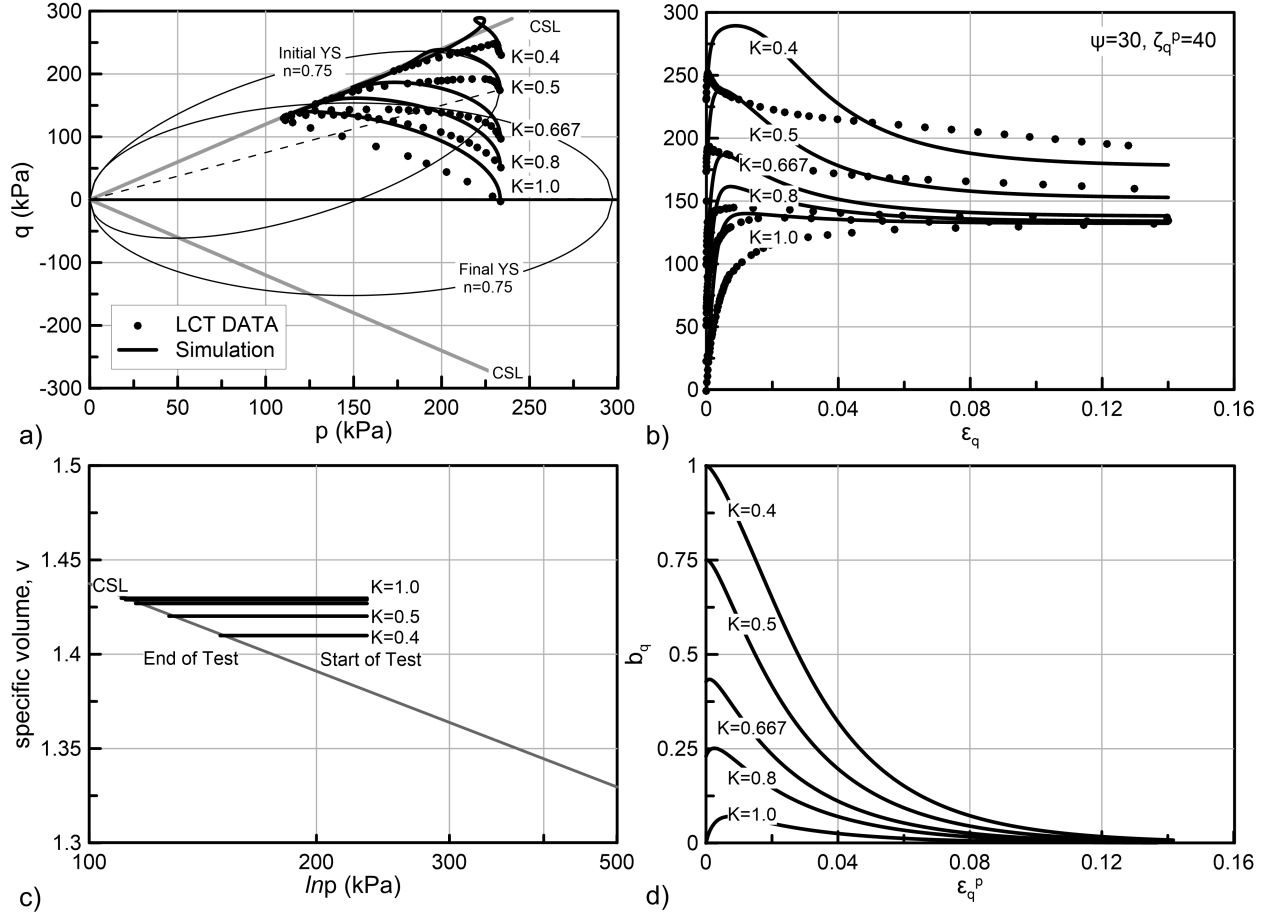 300
200
100
0
-100
-200
-300
q (kPa)
0
50
100
150
200
250
300
p (kPa)
a)
CSL
Initial YS
n=0.75
K=0.4
K=0.5
K=0.667
K=0.8
K=1.0
Final YS
n=0.75
CSL
LCT DATA
Simulation
300
250
200
150
100
50
0
ψ=30, ζqp=40
K=0.4
K=0.5
K=0.667
K=0.8
K=1.0
0
0.04
0.08
0.12
0.16
εq
b)
1.5
1.45
1.4
1.35
1.3
specific volume, v
CSL
K=1.0
K=0.5
K=0.4
End of Test
Start of Test
100
200
300
500
lnp (kPa)
c)
1
0.75
0.5
0.25
0
bq
K=0.4
K=0.5
K=0.667
K=0.8
K=1.0
0
0.04
0.08
0.12
0.16
εqp
d)